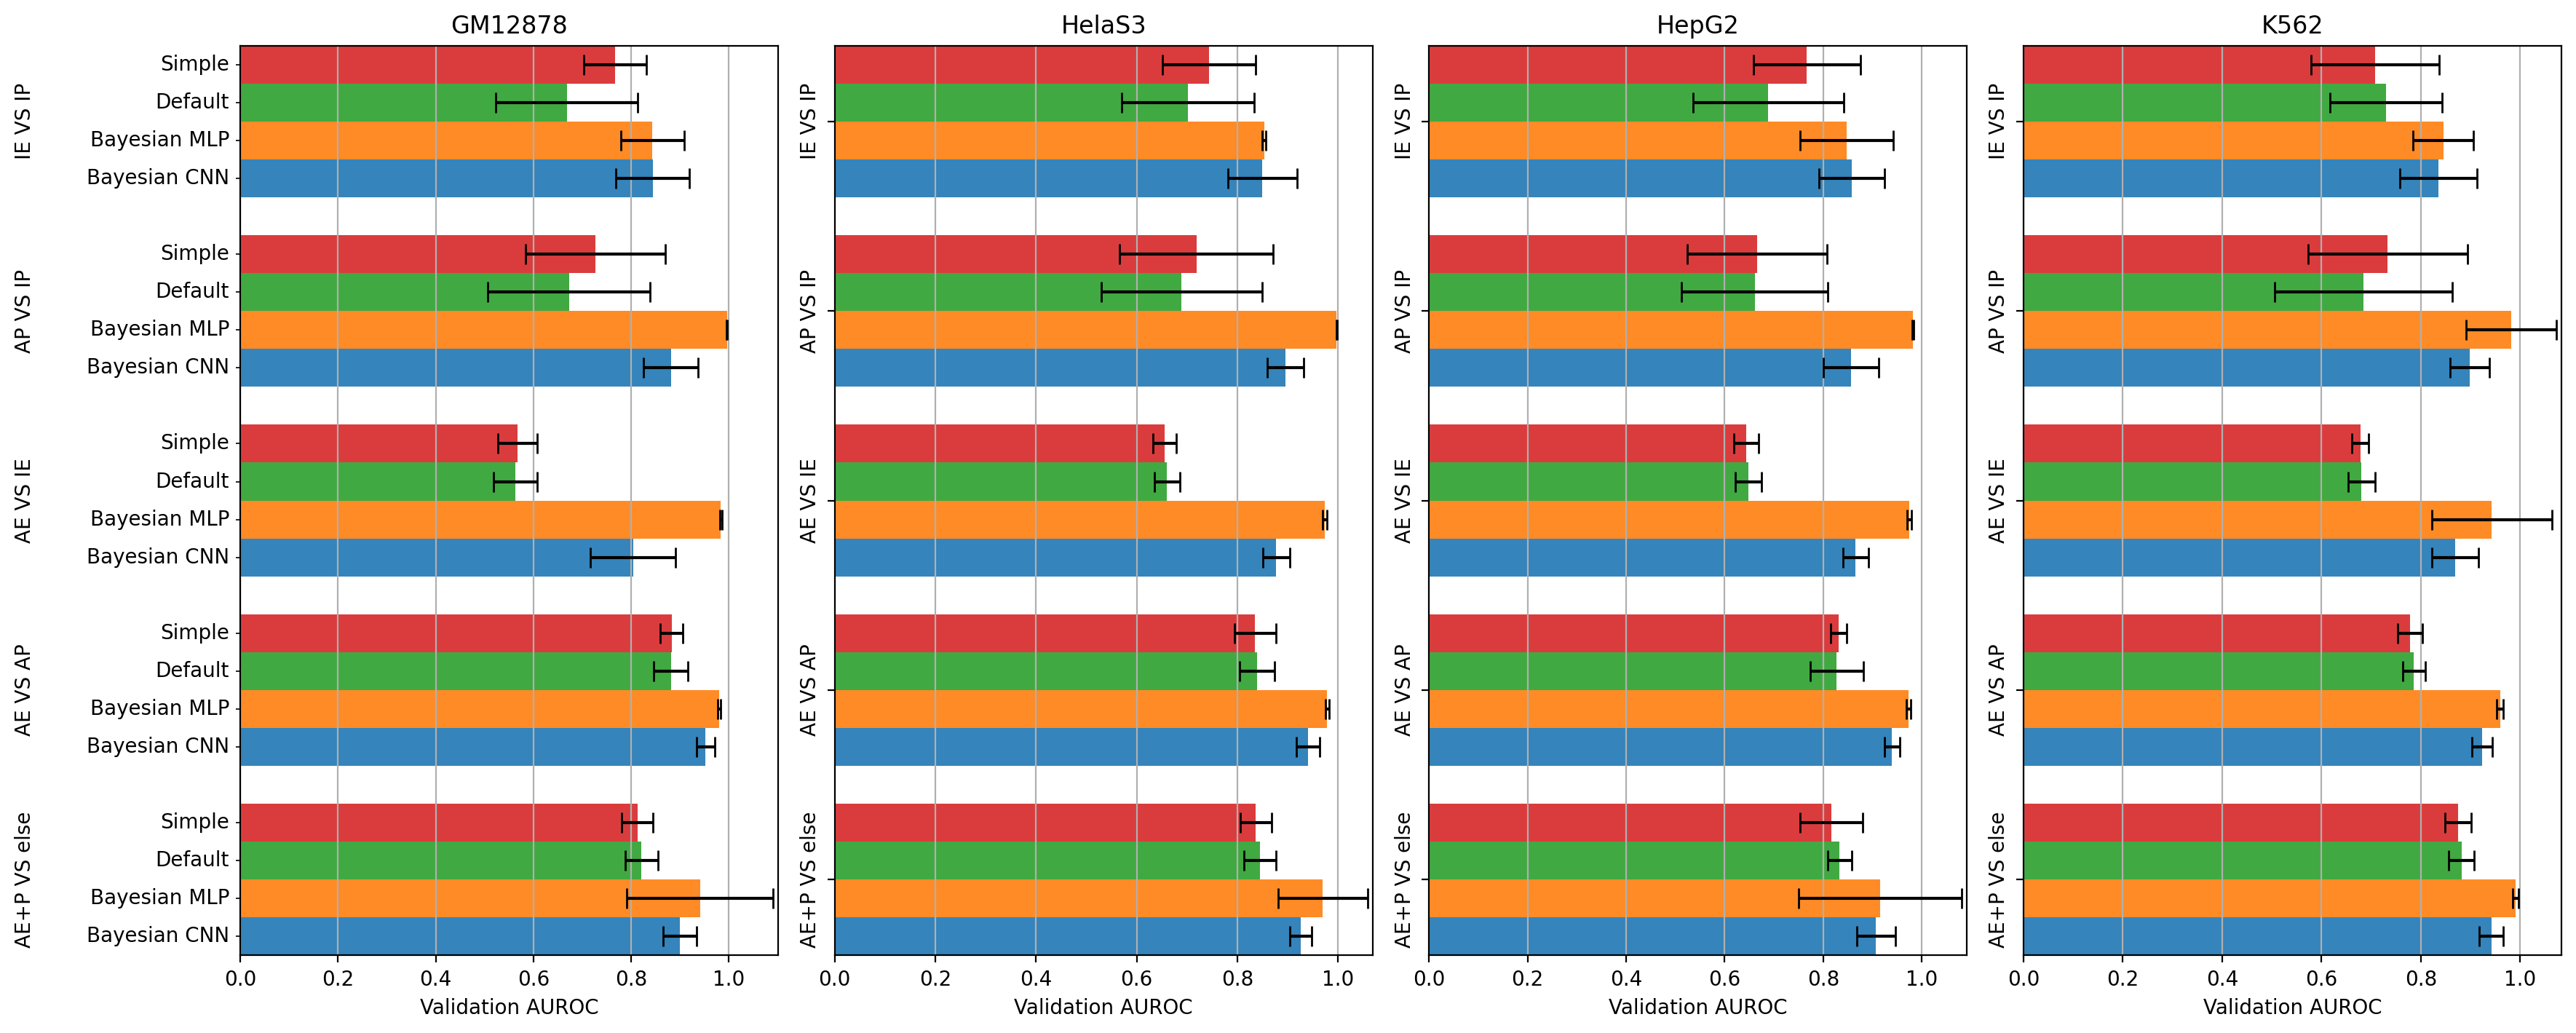 GM12878
HelaS3
HepG2
K562
IE VS IP
Simple
Default
Bayesian MLP
Bayesian CNN
AP VS IP
Simple
Default
Bayesian MLP
Bayesian CNN
AE VS IE
Simple
Default
Bayesian MLP
Bayesian CNN
AE VS AP
Simple
Default
Bayesian MLP
Bayesian CNN
AE+P VS else
Simple
Default
Bayesian MLP
Bayesian CNN
0.0 0.2 0.4 0.6 0.8 1.0
Validation AUROC
IE VS IP
AP VS IP
AE VS IE
AE VS AP
AE+P VS else
0.0 0.2 0.4 0.6 0.8 1.0
Validation AUROC
IE VS IP
AP VS IP
AE VS IE
AE VS AP
AE+P VS else
0.0 0.2 0.4 0.6 0.8 1.0
Validation AUROC
IE VS IP
AP VS IP
AE VS IE
AE VS AP
AE+P VS else
0.0 0.2 0.4 0.6 0.8 1.0
Validation AUROC